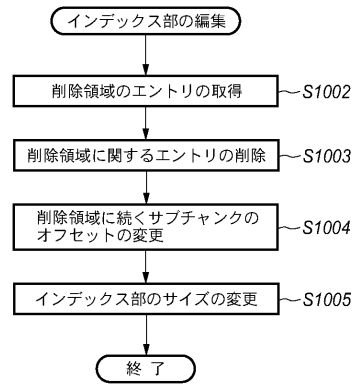 インデックス部の編集
削除領域のエントリの取得
S1002
削除領域に関するエントリの削除
S1003
削除領域に続くサブチャンクの
オフセットの変更
S1004
インデックス部のサイズの変更
S1005
終 了